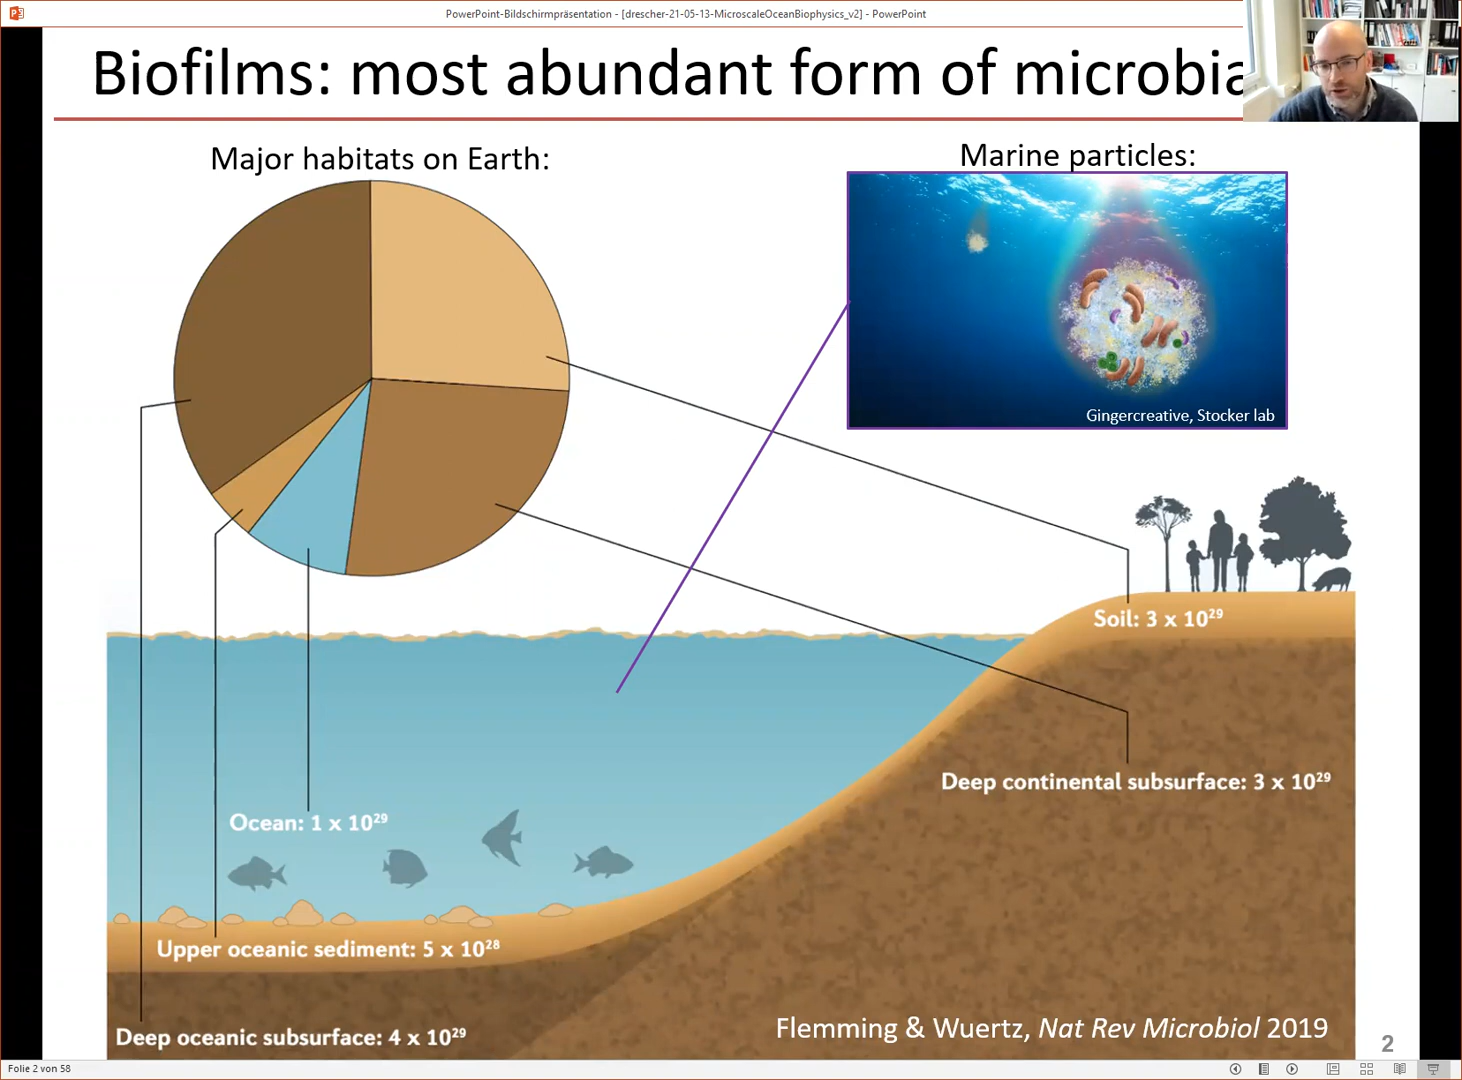 PowerPoint-Bildschirmpräsentation - [drescher-21-05-13-MicroscaleOceanBiophysics_v2] - PowerPoint
Biofilms: most abundant form of microbia
Major habitats on Earth:
Marine particles:
Gingercreative, Stocker lab
Soil: 3 x 10²⁹
Deep continental subsurface: 3 x 10²⁹
Ocean: 1 x 10²⁹
Upper oceanic sediment: 5 x 10²⁸
Deep oceanic subsurface: 4 x 10²⁹
Flemming & Wuertz, Nat Rev Microbiol 2019
2
Folie 2 von 58